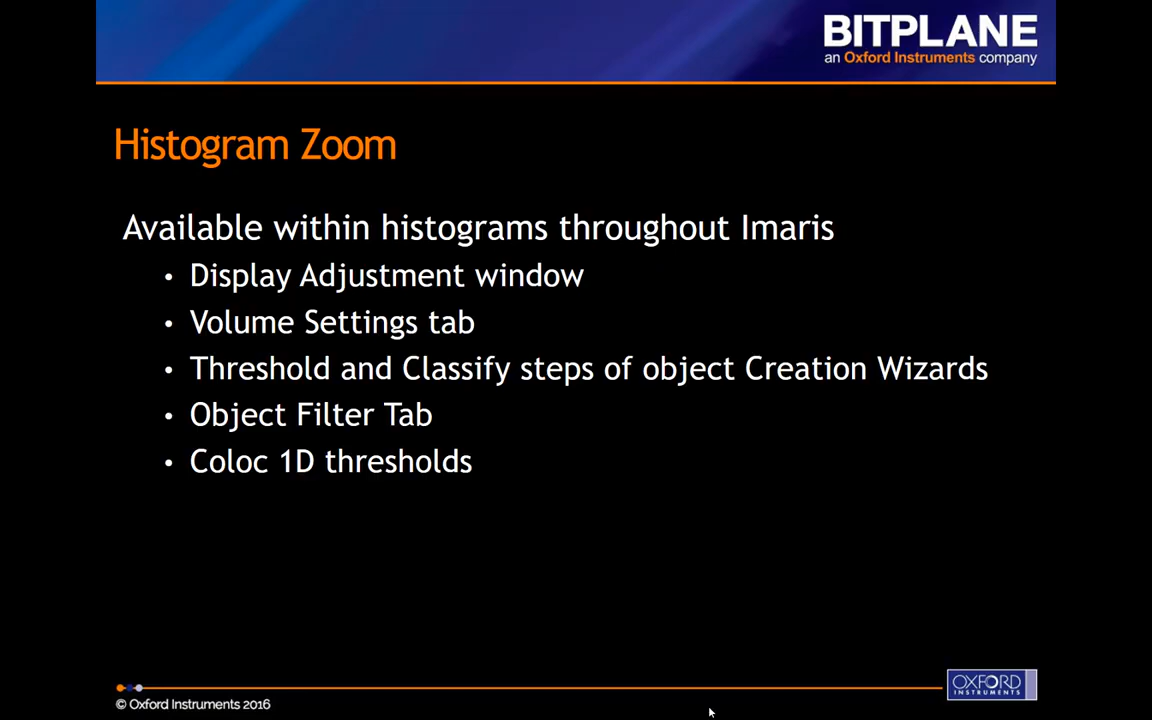 BITPLANE
an Oxford Instruments company
Histogram Zoom
Available within histograms throughout Imaris
• Display Adjustment window
• Volume Settings tab
• Threshold and Classify steps of object Creation Wizards
• Object Filter Tab
• Coloc 1D thresholds
© Oxford Instruments 2016
OXFORD
INSTRUMENTS